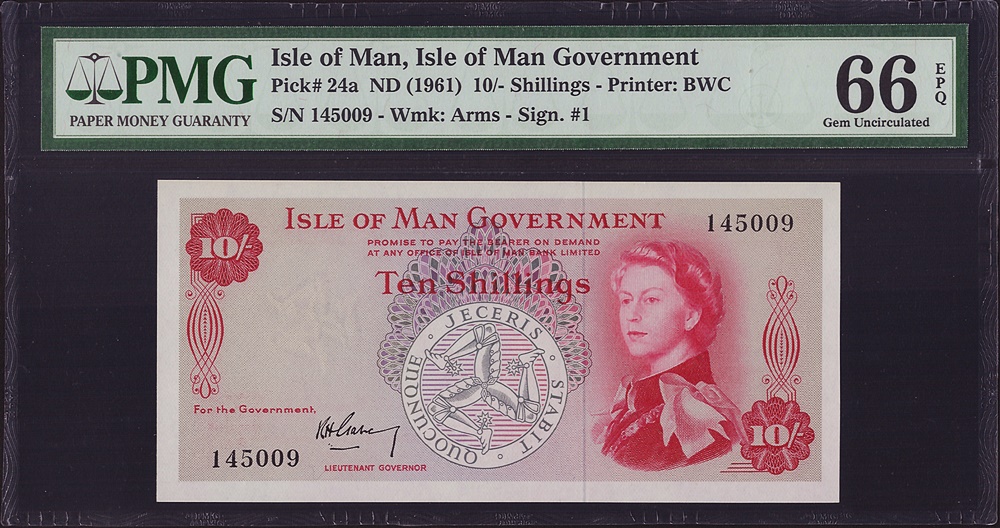 PMG
PAPER MONEY GUARANTY
Isle of Man, Isle of Man Government
Pick# 24a ND (1961) 10/- Shillings - Printer: BWC
S/N 145009 - Wmk: Arms - Sign. #1
66 EPQ
Gem Uncirculated
ISLE OF MAN GOVERNMENT
145009
10/-
PROMISE TO PAY THE BEARER ON DEMAND
AT ANY OFFICE OF ISLE OF MAN BANK LIMITED
Ten Shillings
QUOCUNQUE · JECERIS · STABIT
For the Government,
145009
LIEUTENANT GOVERNOR
10/-